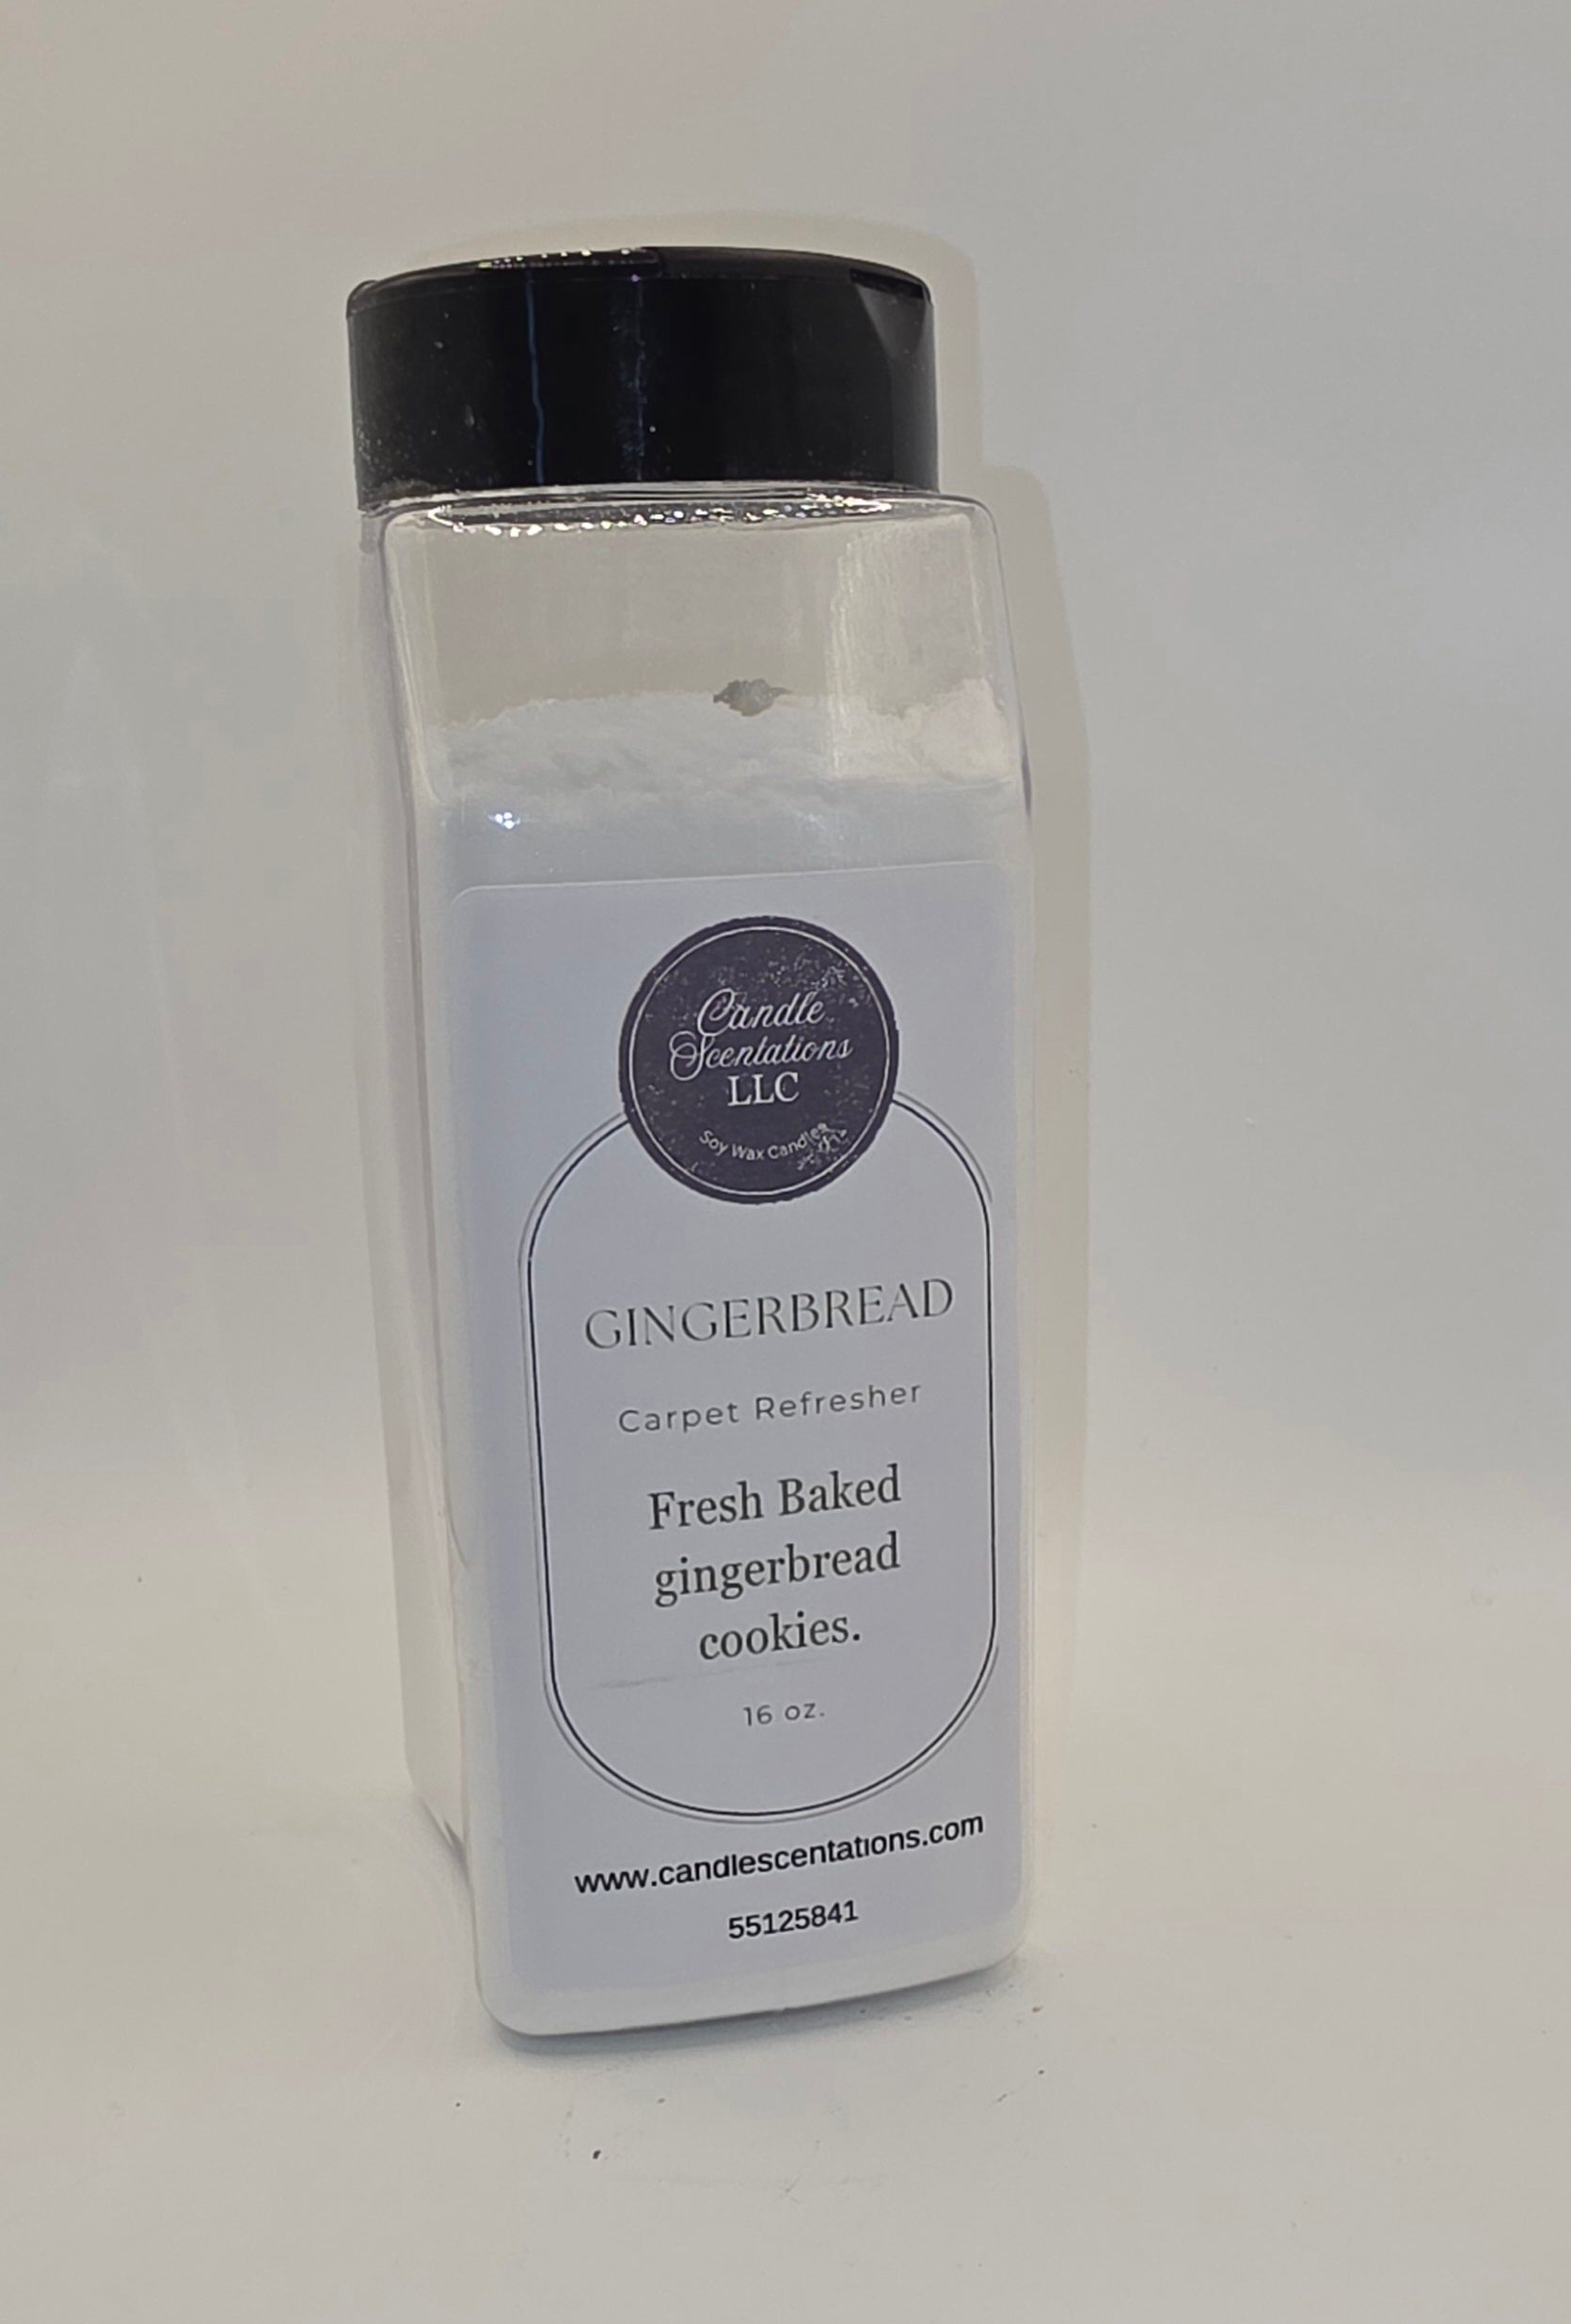 Candle
Scentations
LLC
Soy Wax Candles
GINGERBREAD
Carpet Refresher
Fresh Baked
gingerbread
cookies.
16 oz.
www.candlescentations.com
55125841